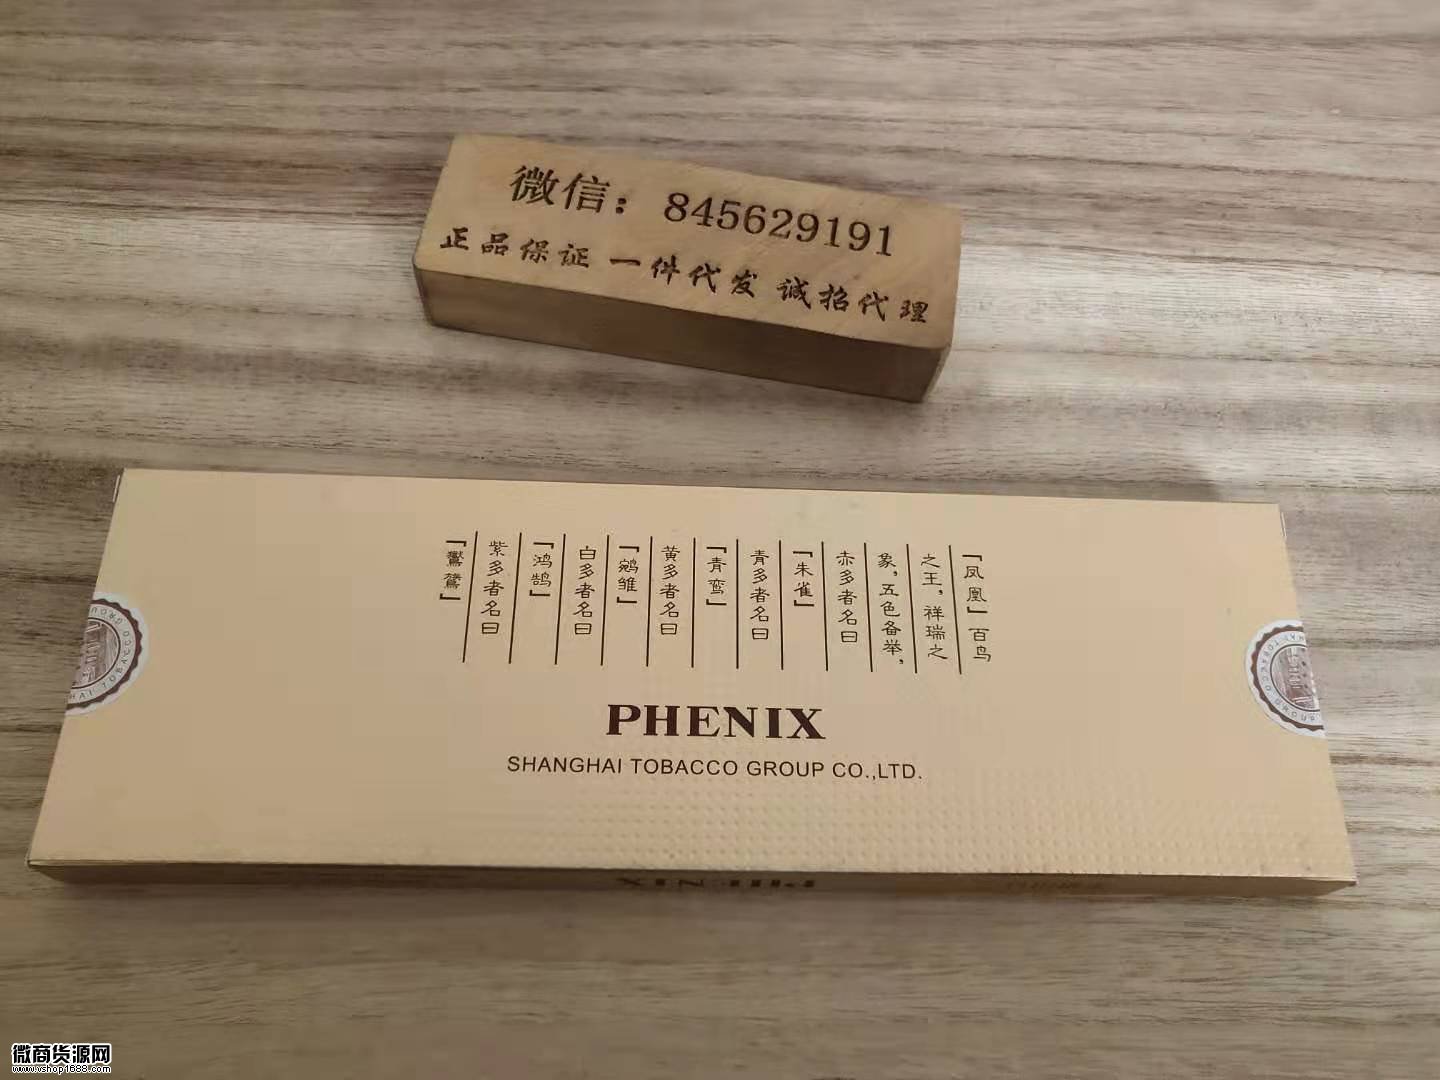 微信：845629191
正品保证 一件代发 诚招代理
「凤凰」百鸟
之王，祥瑞之
象，五色备举，
赤多者名曰
「朱雀」
青多者名曰
「青鸾」
黄多者名曰
「鹓雏」
白多者名曰
「鸿鹄」
紫多者名曰
PHENIX
SHANGHAI TOBACCO GROUP CO.,LTD.
微商货源网
www.vshop1688.com